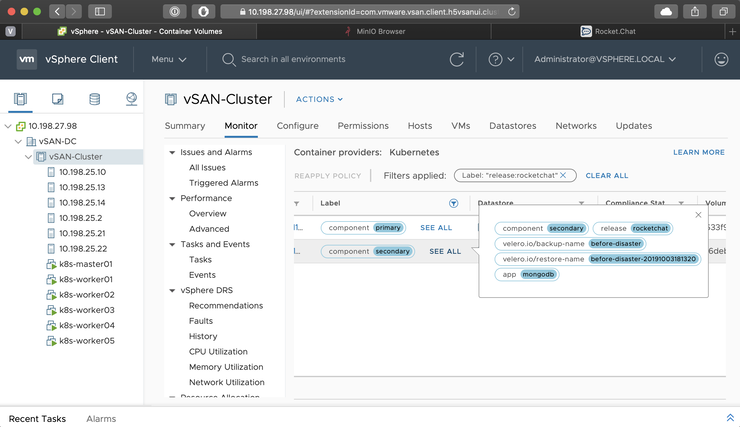 10.198.27.98/ui/#?extensionId=com.vmware.vsan.client.h5vsanui.clus
V
vSphere - vSAN-Cluster - Container Volumes
MinIO Browser
Rocket.Chat
vm
vSphere Client
Menu
Search in all environments
Administrator@VSPHERE.LOCAL
10.198.27.98
vSAN-DC
vSAN-Cluster
10.198.25.10
10.198.25.13
10.198.25.14
10.198.25.2
10.198.25.21
10.198.25.22
k8s-master01
k8s-worker01
k8s-worker02
k8s-worker03
k8s-worker04
k8s-worker05
vSAN-Cluster
ACTIONS
Summary
Monitor
Configure
Permissions
Hosts
VMs
Datastores
Networks
Updates
Issues and Alarms
All Issues
Triggered Alarms
Performance
Overview
Advanced
Tasks and Events
Tasks
Events
vSphere DRS
Recommendations
Faults
History
CPU Utilization
Memory Utilization
Network Utilization
Resource Allocation
Container providers: Kubernetes
LEARN MORE
REAPPLY POLICY
Filters applied:
Label: "release:rocketchat"
CLEAR ALL
Label
Datastore
Compliance Stat
Volum
component primary
SEE ALL
633f9
component secondary
SEE ALL
6deb
component secondary
release rocketchat
velero.io/backup-name before-disaster
velero.io/restore-name before-disaster-20191003181320
app mongodb
Recent Tasks
Alarms